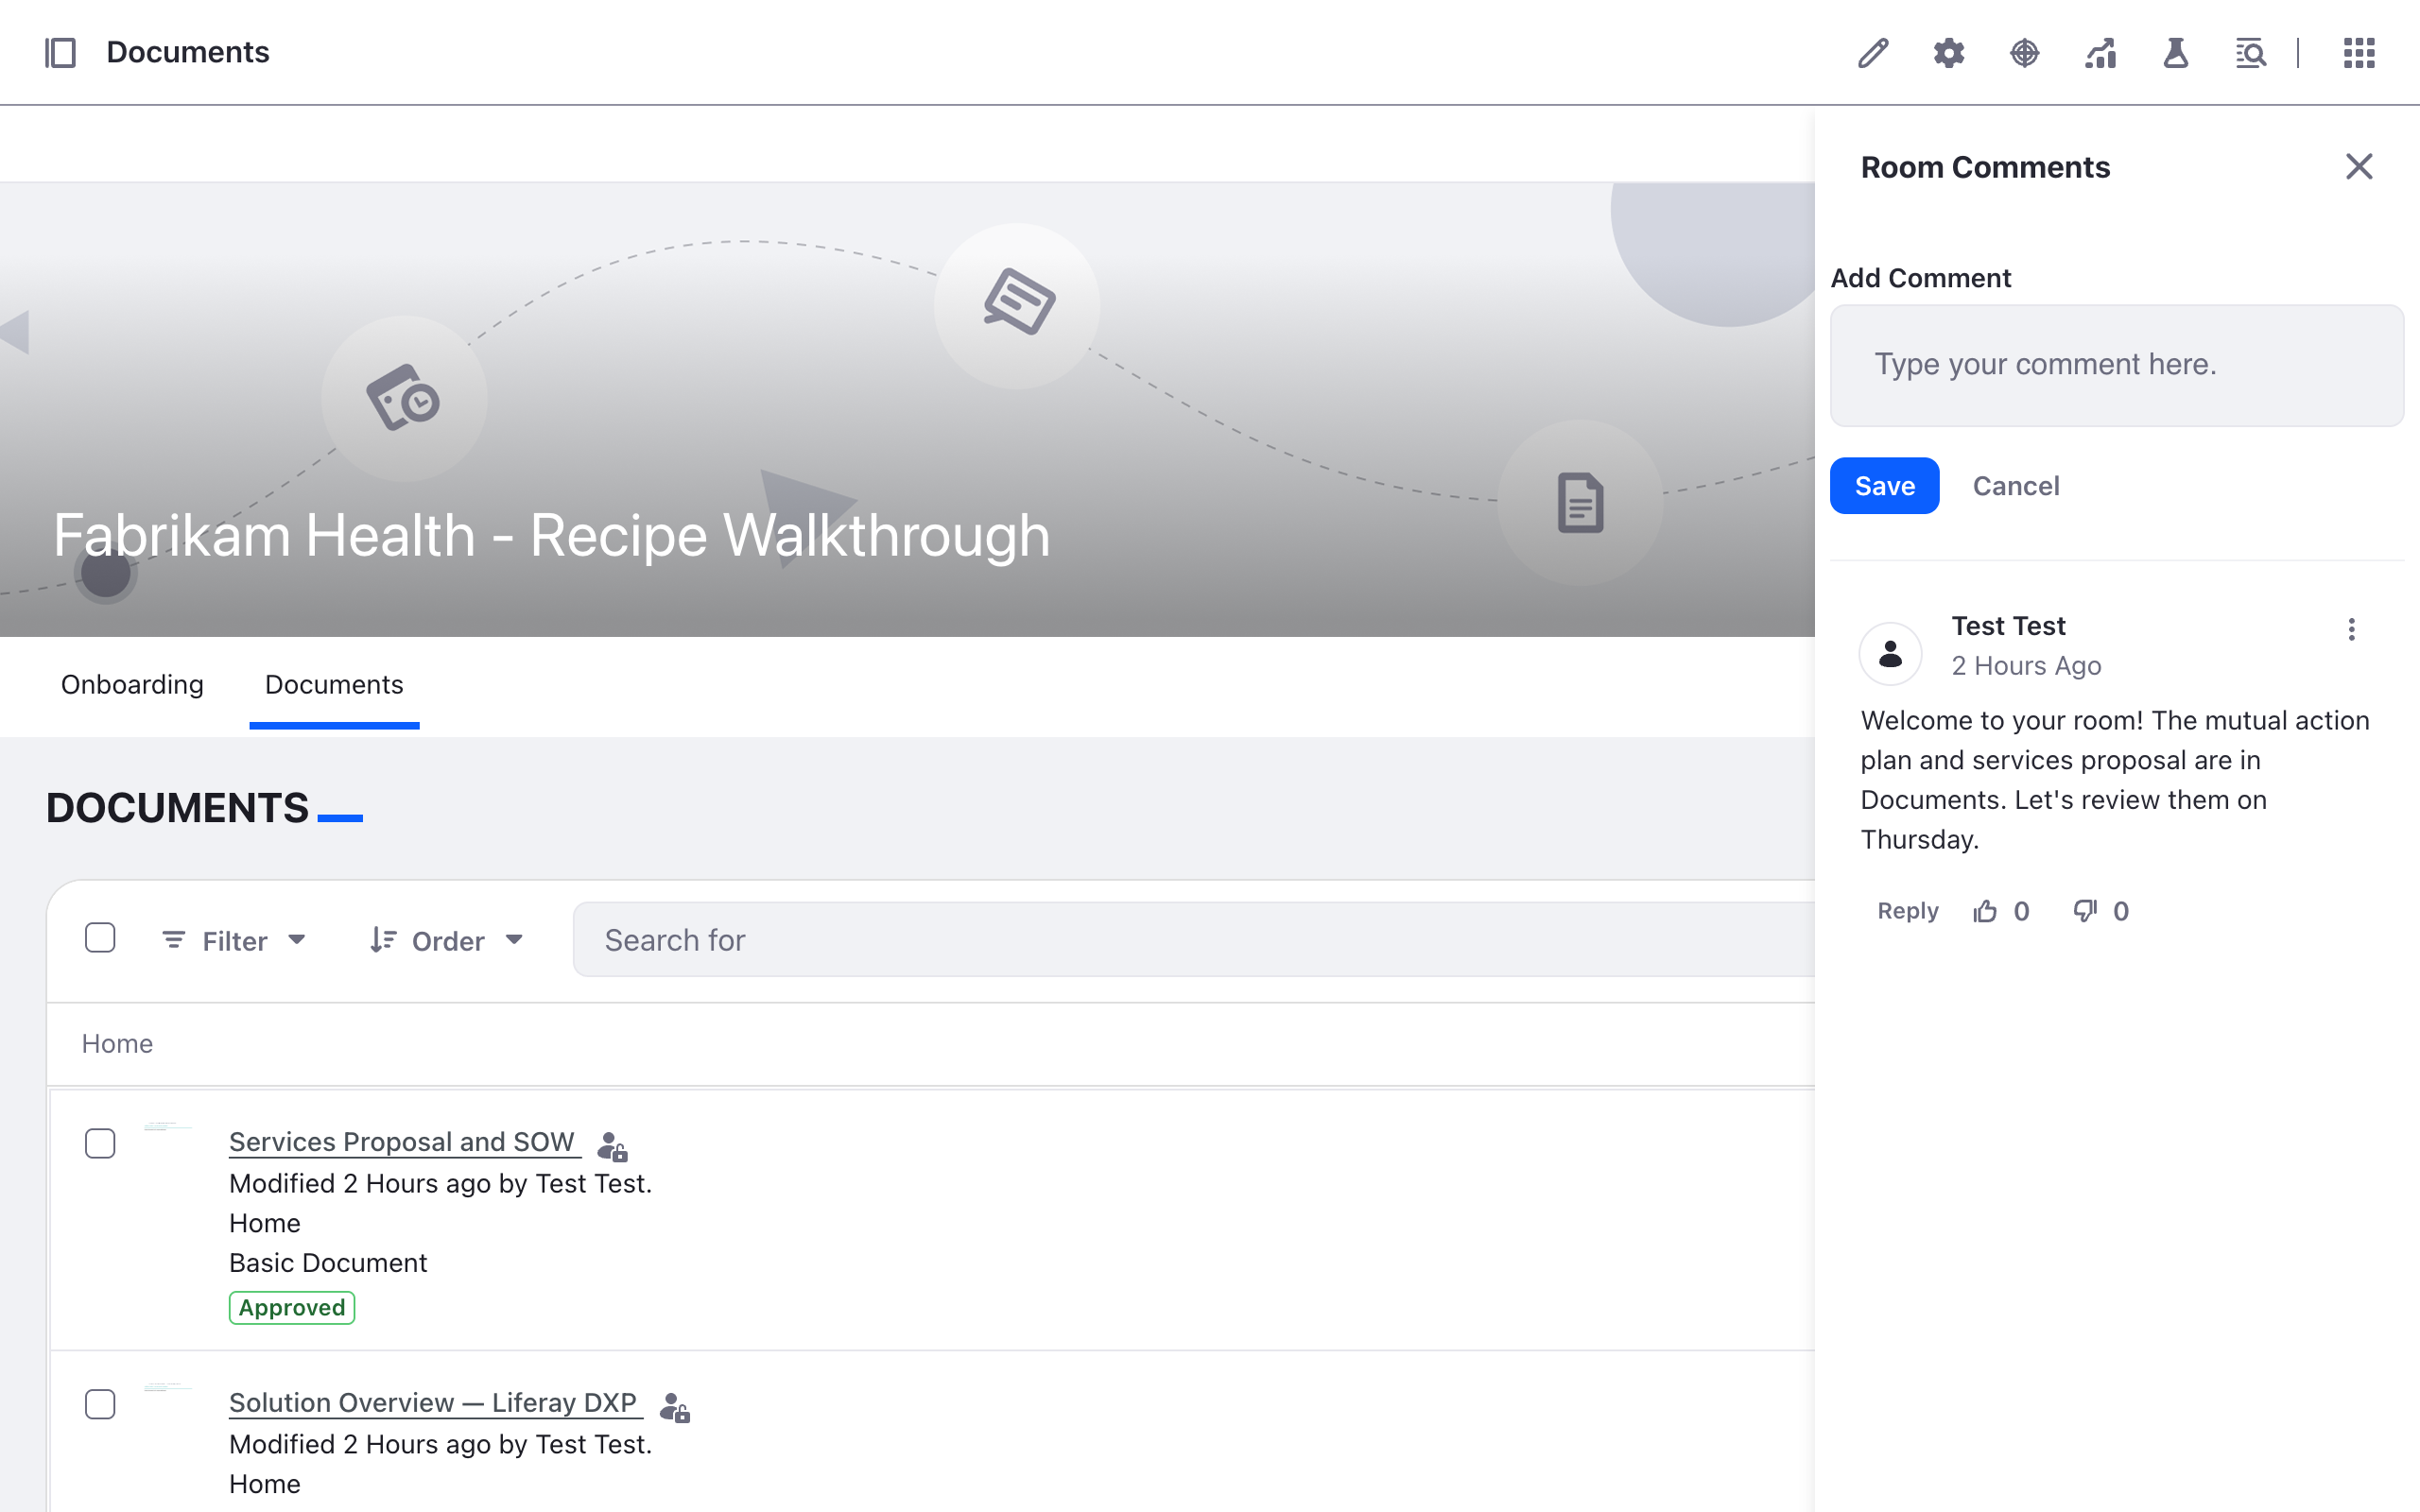 Documents
Room Comments
Add Comment
Type your comment here.
Save Cancel
Test Test
2 Hours Ago
Welcome to your room! The mutual action
plan and services proposal are in
Documents. Let's review them on
Thursday.
Reply 0 0
Fabrikam Health - Recipe Walkthrough
Onboarding Documents
DOCUMENTS
Filter Order Search for
Home
Services Proposal and SOW
Modified 2 Hours ago by Test Test.
Home
Basic Document
Approved
Solution Overview — Liferay DXP
Modified 2 Hours ago by Test Test.
Home